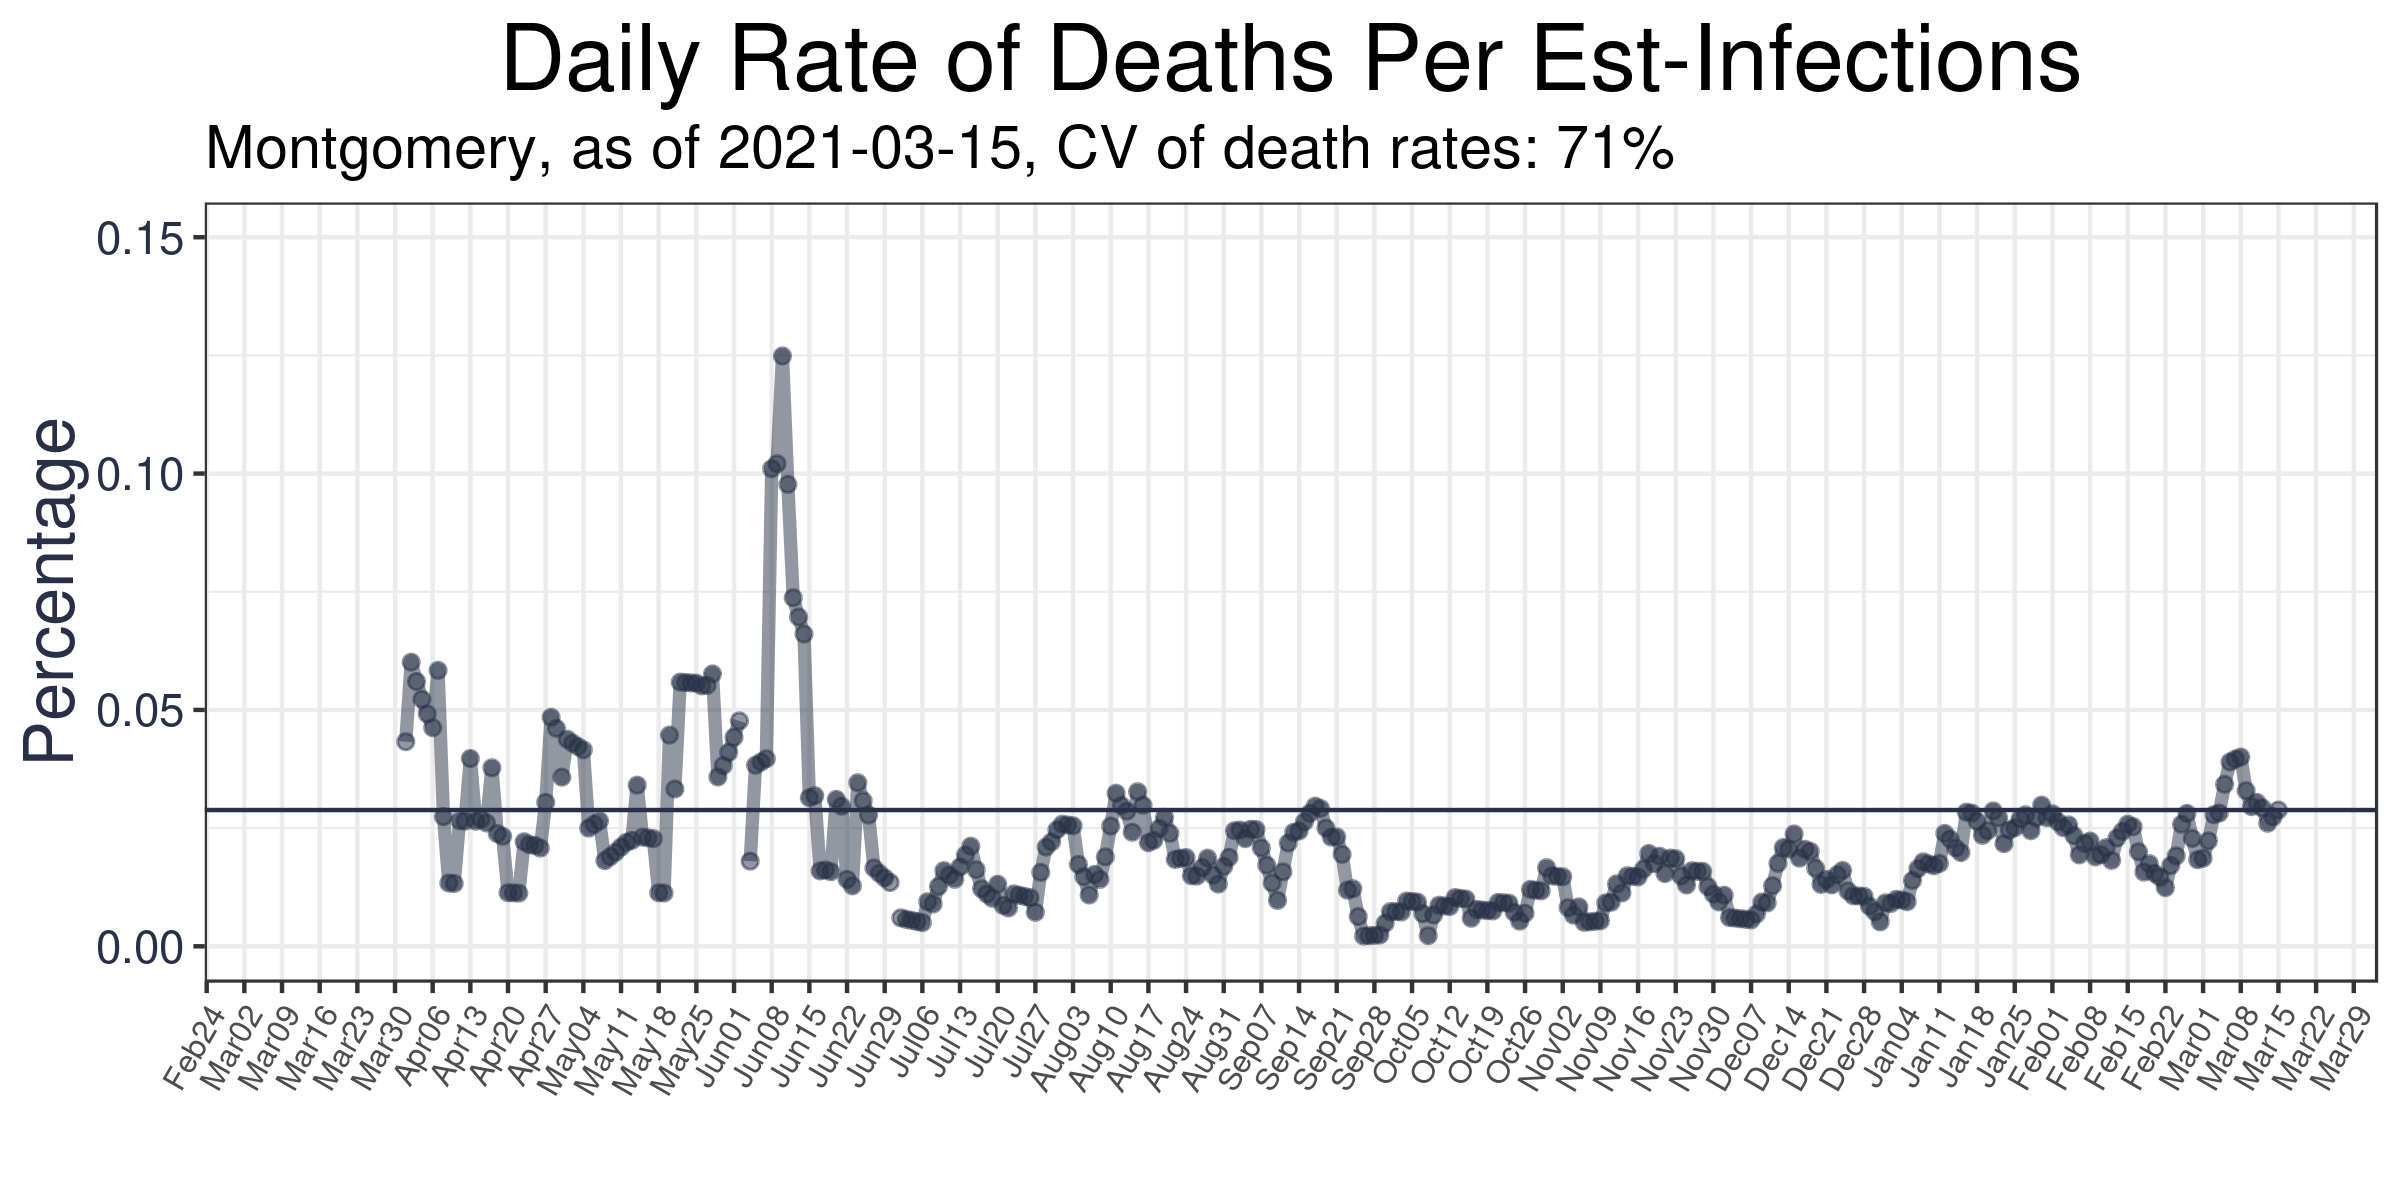 Daily Rate of Deaths Per Est-Infections
Montgomery, as of 2021-03-15, CV of death rates: 71%
Percentage
0.15
0.10
0.05
0.00
Feb24
Mar02
Mar09
Mar16
Mar23
Mar30
Apr06
Apr13
Apr20
Apr27
May04
May11
May18
May25
Jun01
Jun08
Jun15
Jun22
Jun29
Jul06
Jul13
Jul20
Jul27
Aug03
Aug10
Aug17
Aug24
Aug31
Sep07
Sep14
Sep21
Sep28
Oct05
Oct12
Oct19
Oct26
Nov02
Nov09
Nov16
Nov23
Nov30
Dec07
Dec14
Dec21
Dec28
Jan04
Jan11
Jan18
Jan25
Feb01
Feb08
Feb15
Feb22
Mar01
Mar08
Mar15
Mar22
Mar29